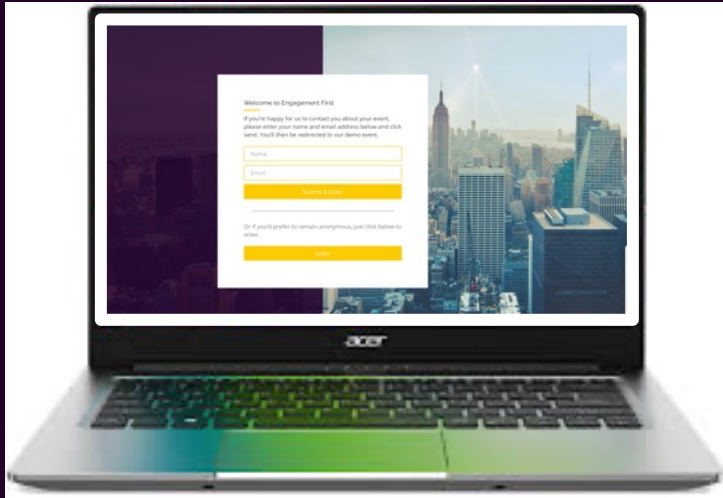 Welcome to Engagement First
If you're happy for us to contact you about your event,
please enter your name and email address below and click
send. You'll then be redirected to our demo event.
Name
Email
Submit & Enter
Or if you'd prefer to remain anonymous, just click below to
enter.
Enter
acer